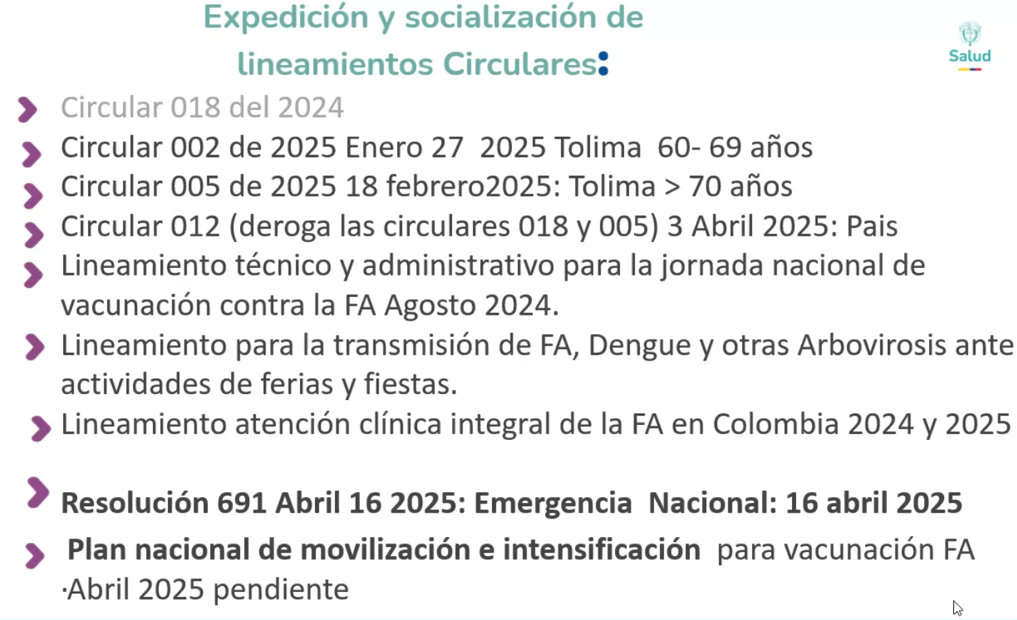 Expedición y socialización de
lineamientos Circulares:
Salud
Circular 018 del 2024
Circular 002 de 2025 Enero 27  2025 Tolima  60- 69 años
Circular 005 de 2025 18 febrero2025: Tolima > 70 años
Circular 012 (deroga las circulares 018 y 005) 3 Abril 2025: Pais
Lineamiento técnico y administrativo para la jornada nacional de
vacunación contra la FA Agosto 2024.
Lineamiento para la transmisión de FA, Dengue y otras Arbovirosis ante
actividades de ferias y fiestas.
Lineamiento atención clínica integral de la FA en Colombia 2024 y 2025
Resolución 691 Abril 16 2025: Emergencia  Nacional: 16 abril 2025
Plan nacional de movilización e intensificación  para vacunación FA
·Abril 2025 pendiente